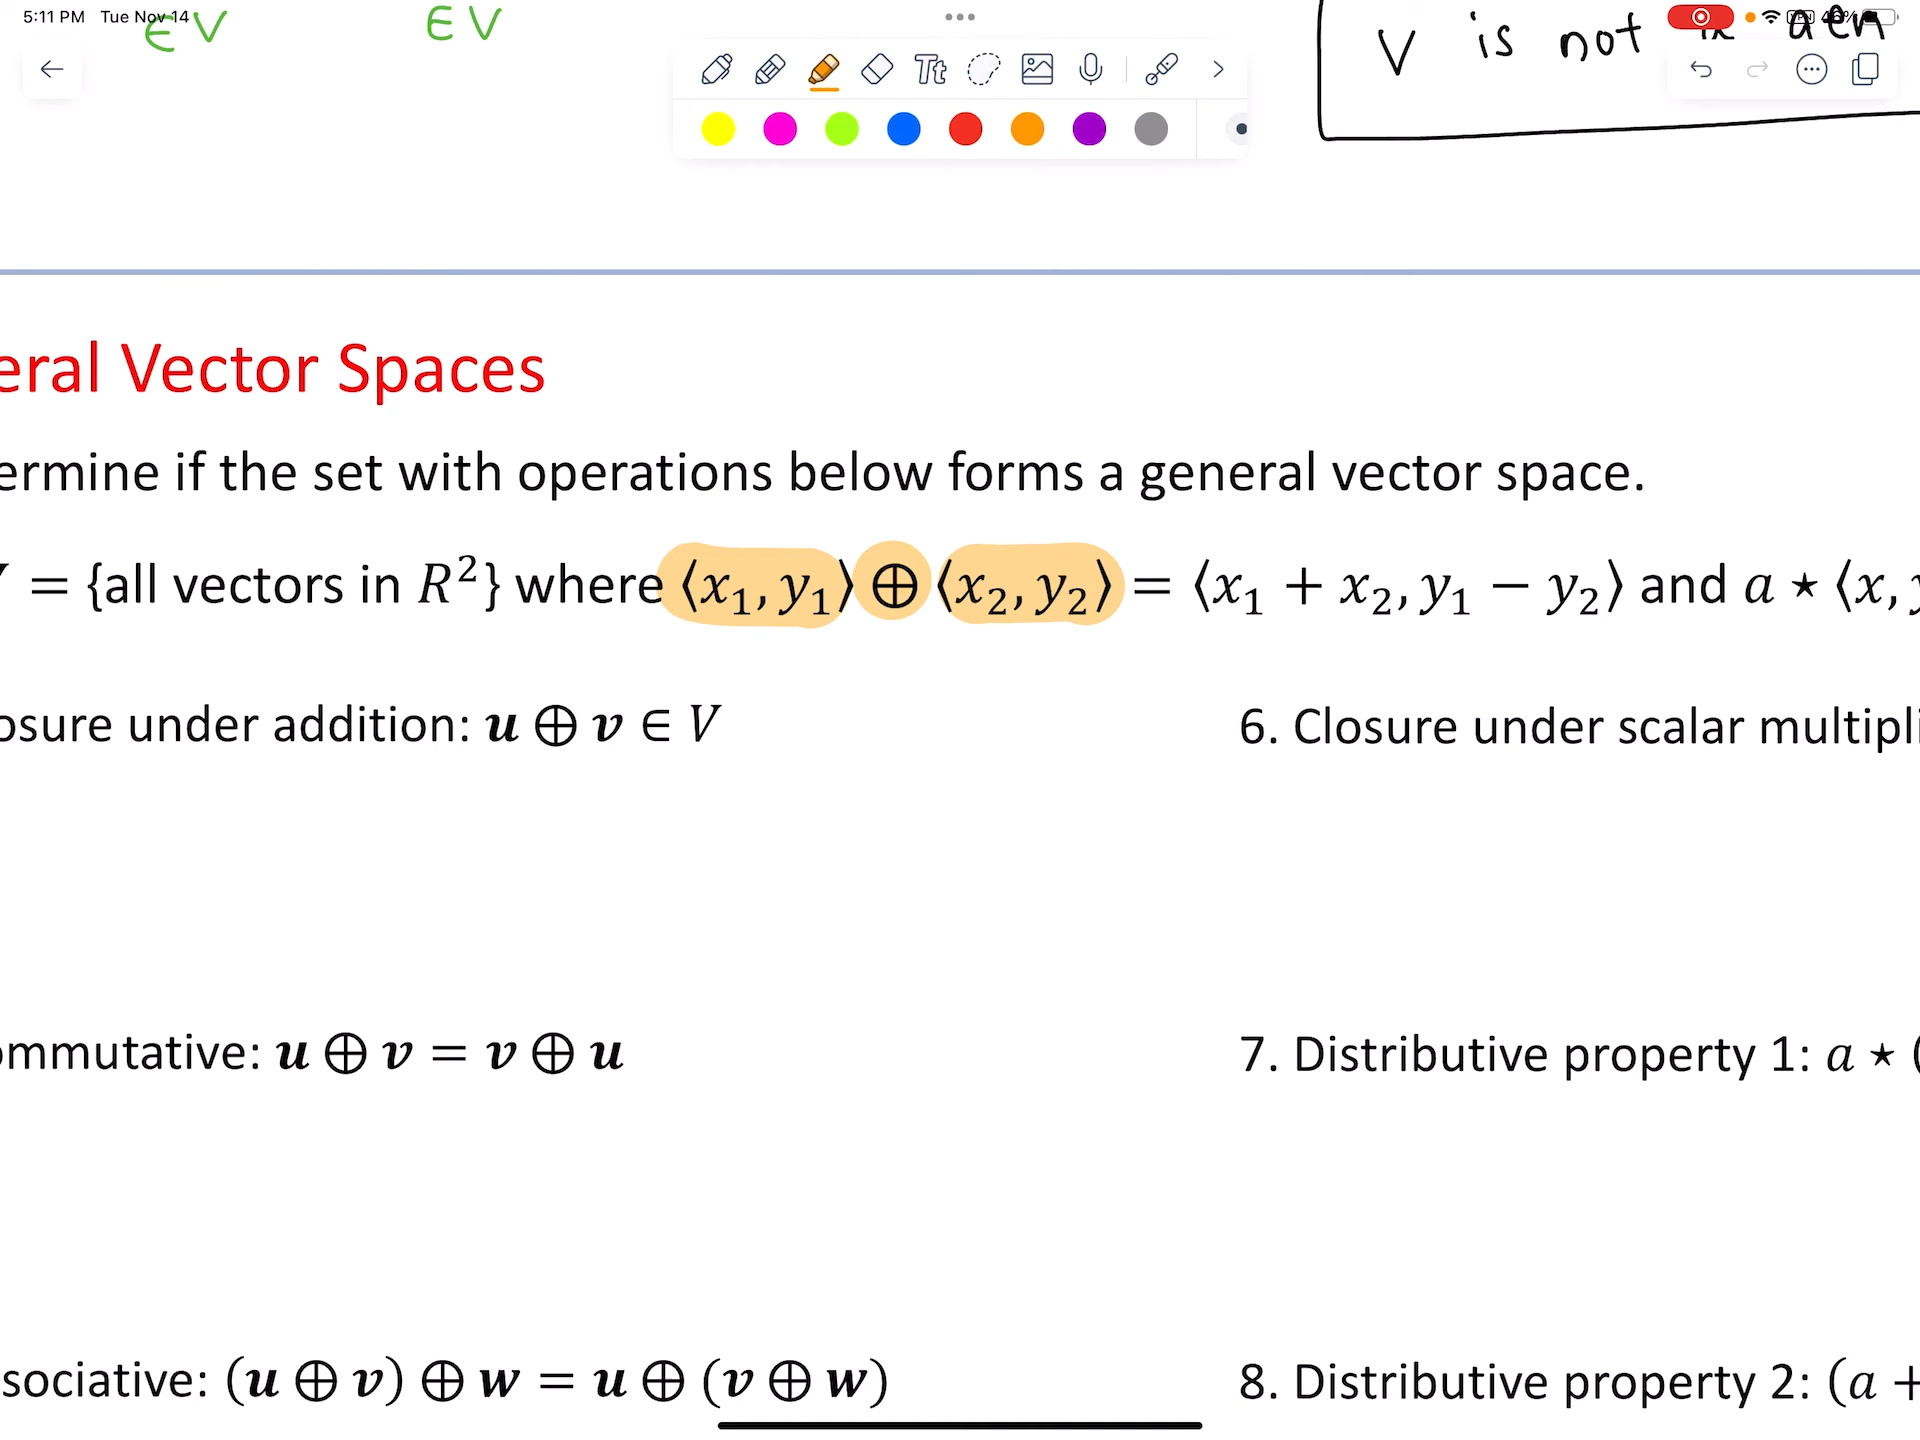 5:11 PM Tue Nov 14
∈ V ∈ V
V is not
Tt
eral Vector Spaces
ermine if the set with operations below forms a general vector space.
= {all vectors in R²} where ⟨x₁, y₁⟩ ⊕ ⟨x₂, y₂⟩ = ⟨x₁ + x₂, y₁ − y₂⟩ and a ⋆ ⟨x,
osure under addition: u ⊕ v ∈ V
6. Closure under scalar multipli
ommutative: u ⊕ v = v ⊕ u
7. Distributive property 1: a ⋆ (
sociative: (u ⊕ v) ⊕ w = u ⊕ (v ⊕ w)
8. Distributive property 2: (a +